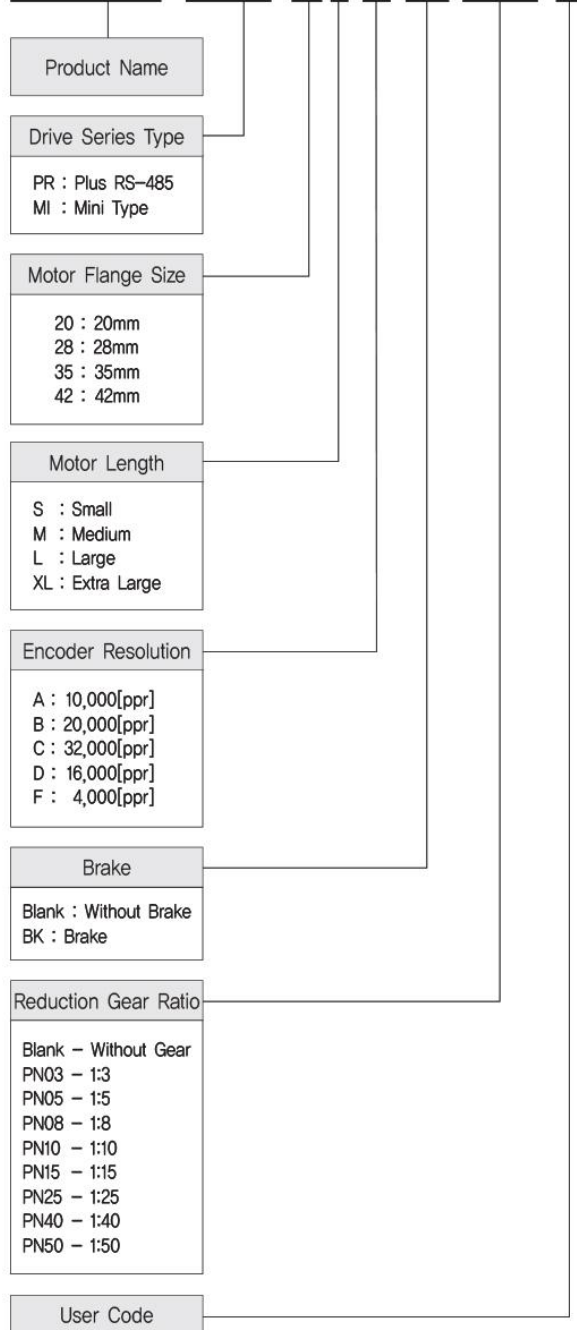 Product Name
Drive Series Type
PR : Plus RS-485
MI : Mini Type
Motor Flange Size
20 : 20mm
28 : 28mm
35 : 35mm
42 : 42mm
Motor Length
S : Small
M : Medium
L : Large
XL : Extra Large
Encoder Resolution
A : 10,000[ppr]
B : 20,000[ppr]
C : 32,000[ppr]
D : 16,000[ppr]
F : 4,000[ppr]
Brake
Blank : Without Brake
BK : Brake
Reduction Gear Ratio
Blank – Without Gear
PN03 – 1:3
PN05 – 1:5
PN08 – 1:8
PN10 – 1:10
PN15 – 1:15
PN25 – 1:25
PN40 – 1:40
PN50 – 1:50
User Code